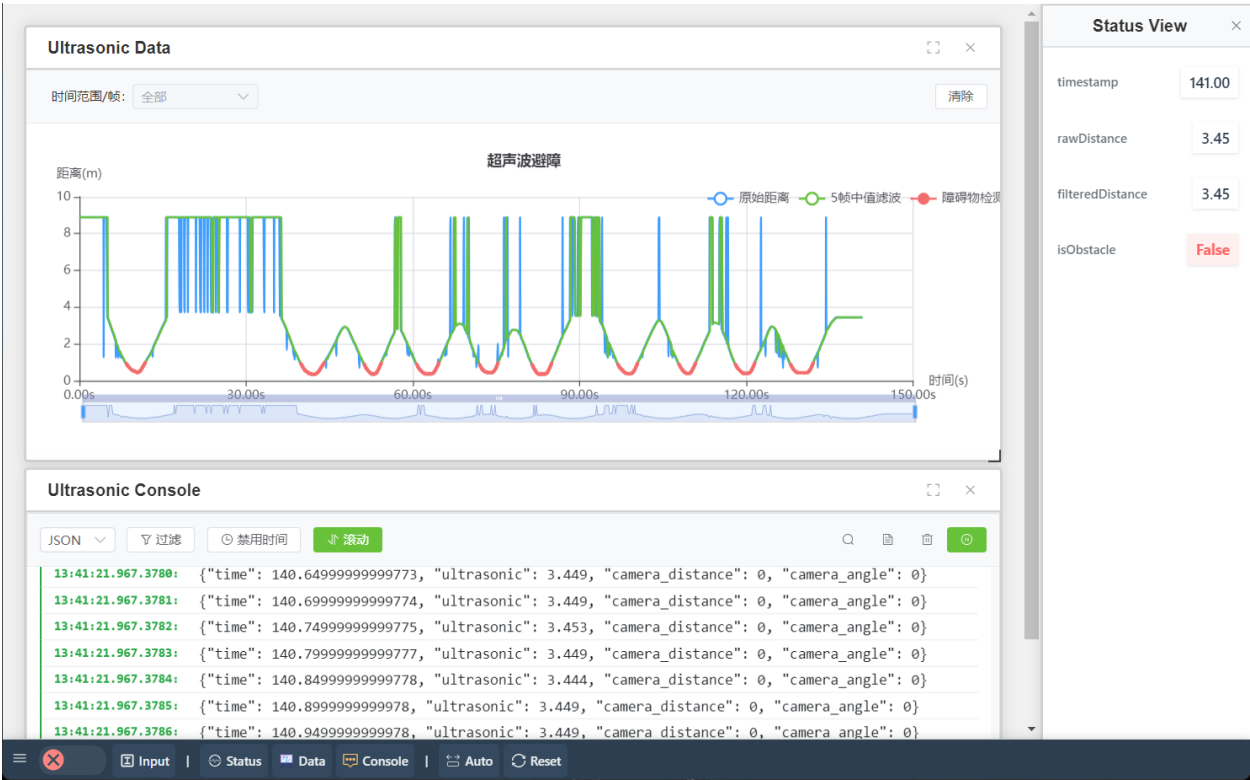 Ultrasonic Data
时间范围/帧: 全部
清除
超声波避障
距离(m)
原始距离 5帧中值滤波 障碍物检测
10
8
6
4
2
0
0.00s 30.00s 60.00s 90.00s 120.00s 150.00s
时间(s)
Ultrasonic Console
JSON 过滤 禁用时间 滚动
13:41:21.967.3780: {"time": 140.64999999999773, "ultrasonic": 3.449, "camera_distance": 0, "camera_angle": 0}
13:41:21.967.3781: {"time": 140.69999999999774, "ultrasonic": 3.449, "camera_distance": 0, "camera_angle": 0}
13:41:21.967.3782: {"time": 140.74999999999775, "ultrasonic": 3.453, "camera_distance": 0, "camera_angle": 0}
13:41:21.967.3783: {"time": 140.79999999999777, "ultrasonic": 3.449, "camera_distance": 0, "camera_angle": 0}
13:41:21.967.3784: {"time": 140.84999999999778, "ultrasonic": 3.444, "camera_distance": 0, "camera_angle": 0}
13:41:21.967.3785: {"time": 140.8999999999978, "ultrasonic": 3.449, "camera_distance": 0, "camera_angle": 0}
13:41:21.967.3786: {"time": 140.9499999999978, "ultrasonic": 3.449, "camera_distance": 0, "camera_angle": 0}
Status View
timestamp 141.00
rawDistance 3.45
filteredDistance 3.45
isObstacle False
Input | Status Data Console | Auto Reset